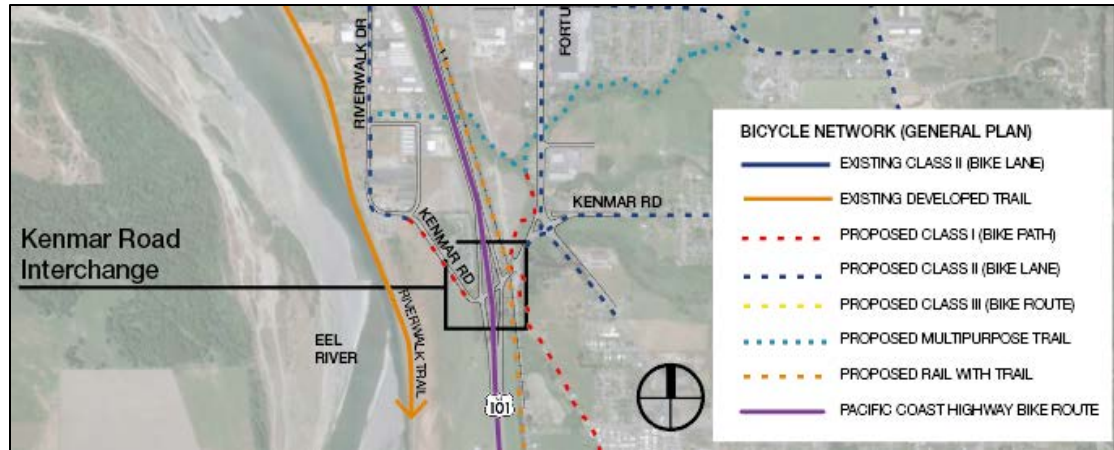 RIVERWALK DR
FORTU
BICYCLE NETWORK (GENERAL PLAN)
EXISTING CLASS II (BIKE LANE)
EXISTING DEVELOPED TRAIL
PROPOSED CLASS I (BIKE PATH)
PROPOSED CLASS II (BIKE LANE)
PROPOSED CLASS III (BIKE ROUTE)
PROPOSED MULTIPURPOSE TRAIL
PROPOSED RAIL WITH TRAIL
PACIFIC COAST HIGHWAY BIKE ROUTE
KENMAR RD
KENMAR RD
Kenmar Road
Interchange
RIVERWALK TRAIL
EEL
RIVER
101